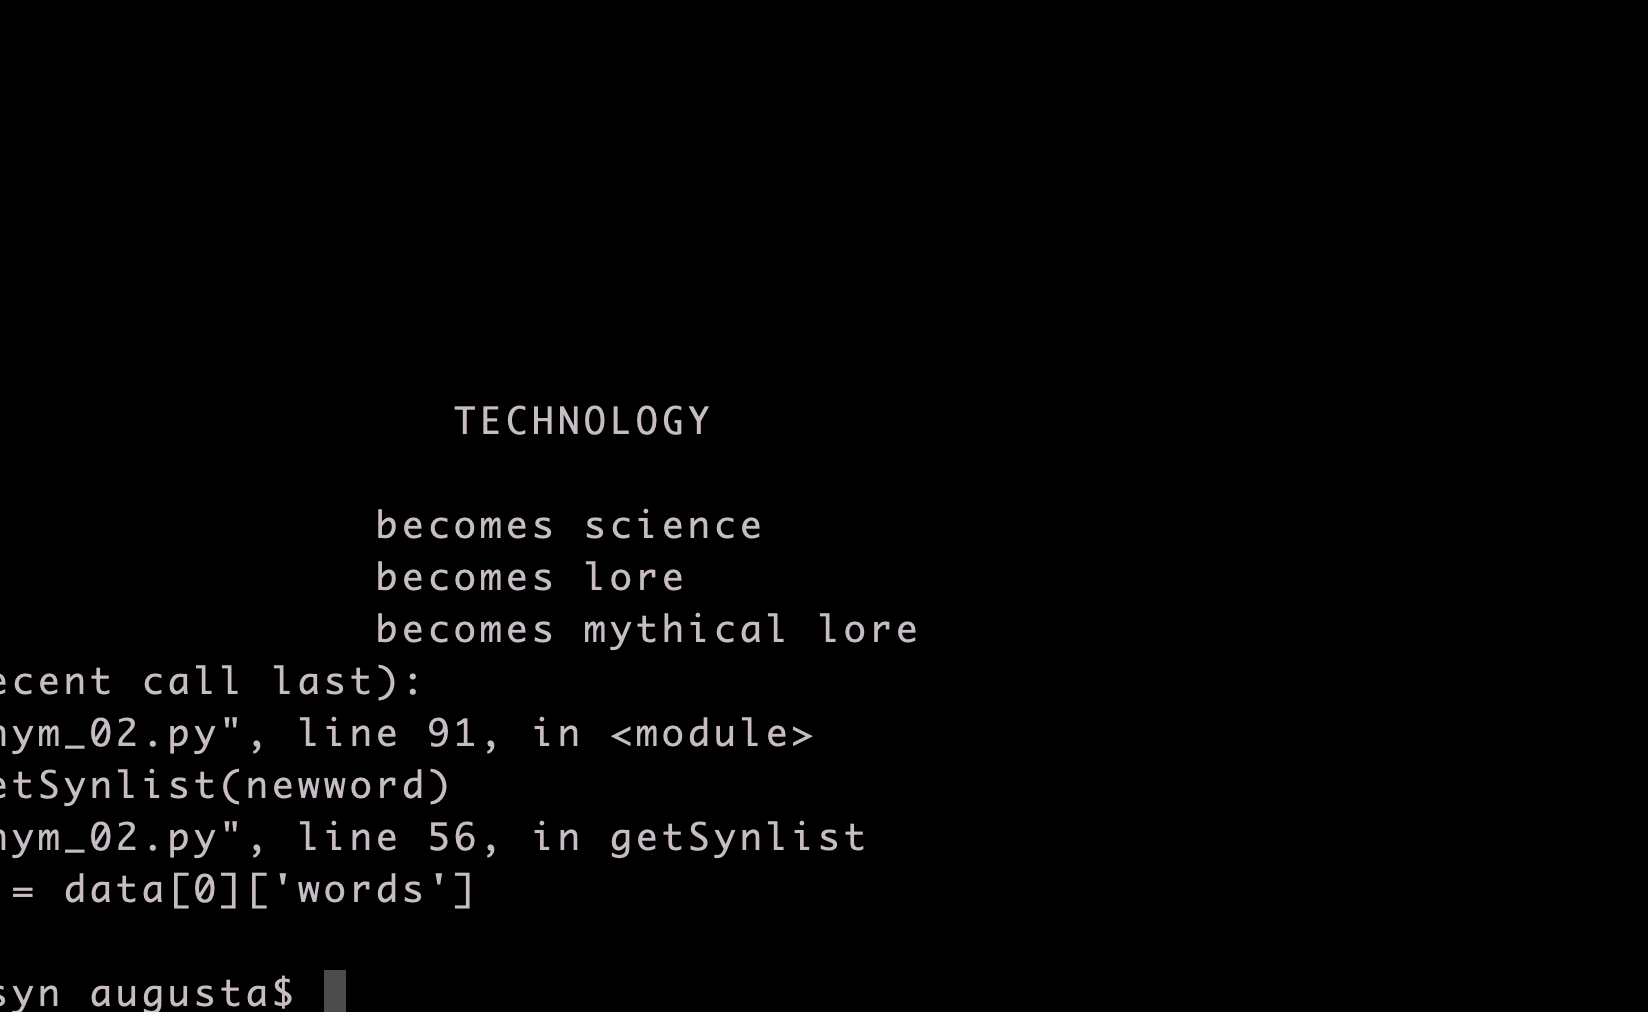 TECHNOLOGY
becomes science
becomes lore
becomes mythical lore
ecent call last):
nym_02.py", line 91, in <module>
etSynlist(newword)
nym_02.py", line 56, in getSynlist
= data[0]['words']
syn augusta$